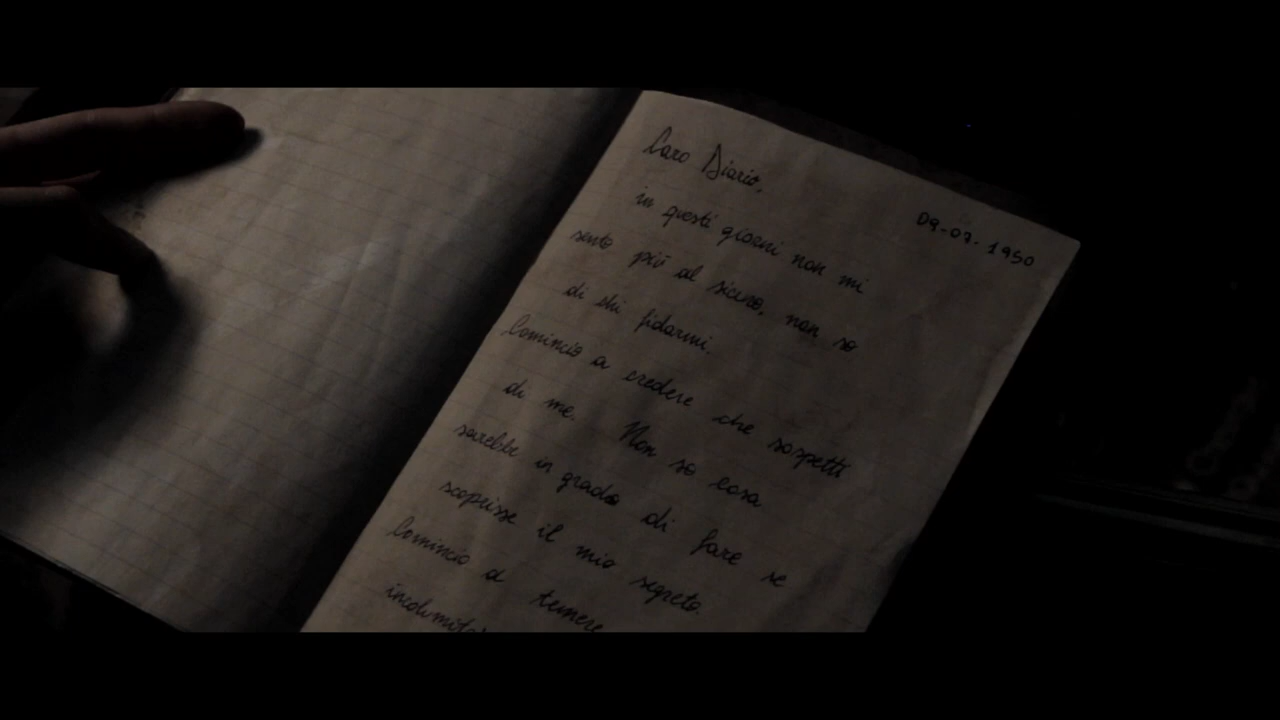 Caro Diario,
09-07-1950
in questi giorni non mi
sento più al sicuro, non so
di chi fidarmi.
Comincio a credere che sospetti
di me. Non so cosa
sarebbe in grado di fare se
scoprisse il mio segreto.
Comincio a temere
incolumità